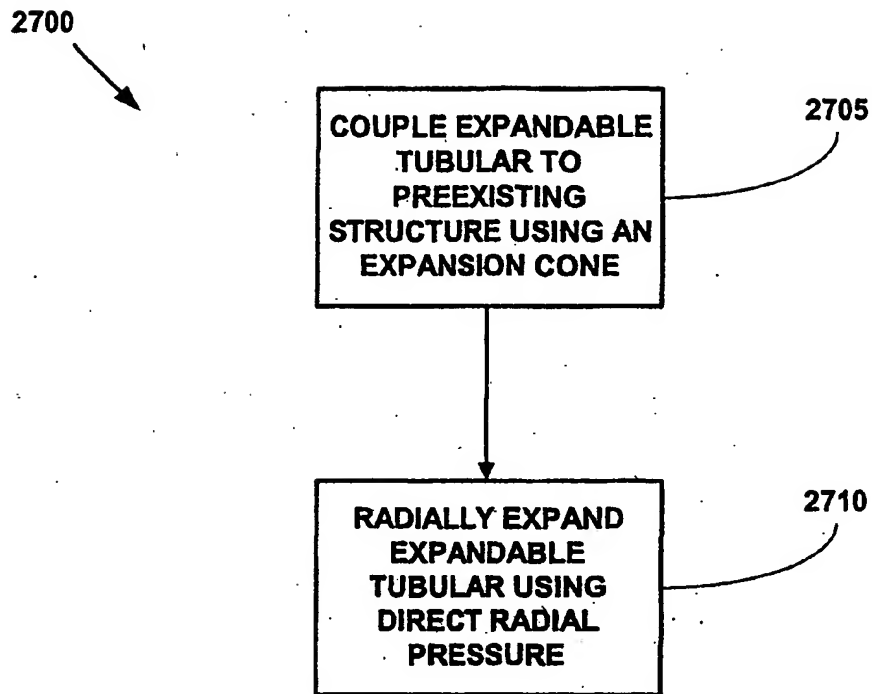 2700
COUPLE EXPANDABLE
TUBULAR TO
PREEXISTING
STRUCTURE USING AN
EXPANSION CONE
2705
RADIALLY EXPAND
EXPANDABLE
TUBULAR USING
DIRECT RADIAL
PRESSURE
2710